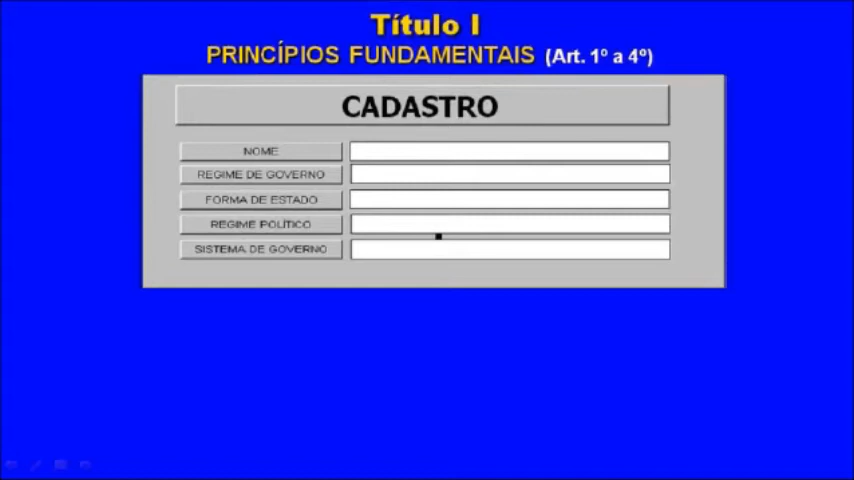 Título I
PRINCÍPIOS FUNDAMENTAIS (Art. 1º a 4º)
CADASTRO
NOME
REGIME DE GOVERNO
FORMA DE ESTADO
REGIME POLÍTICO
SISTEMA DE GOVERNO